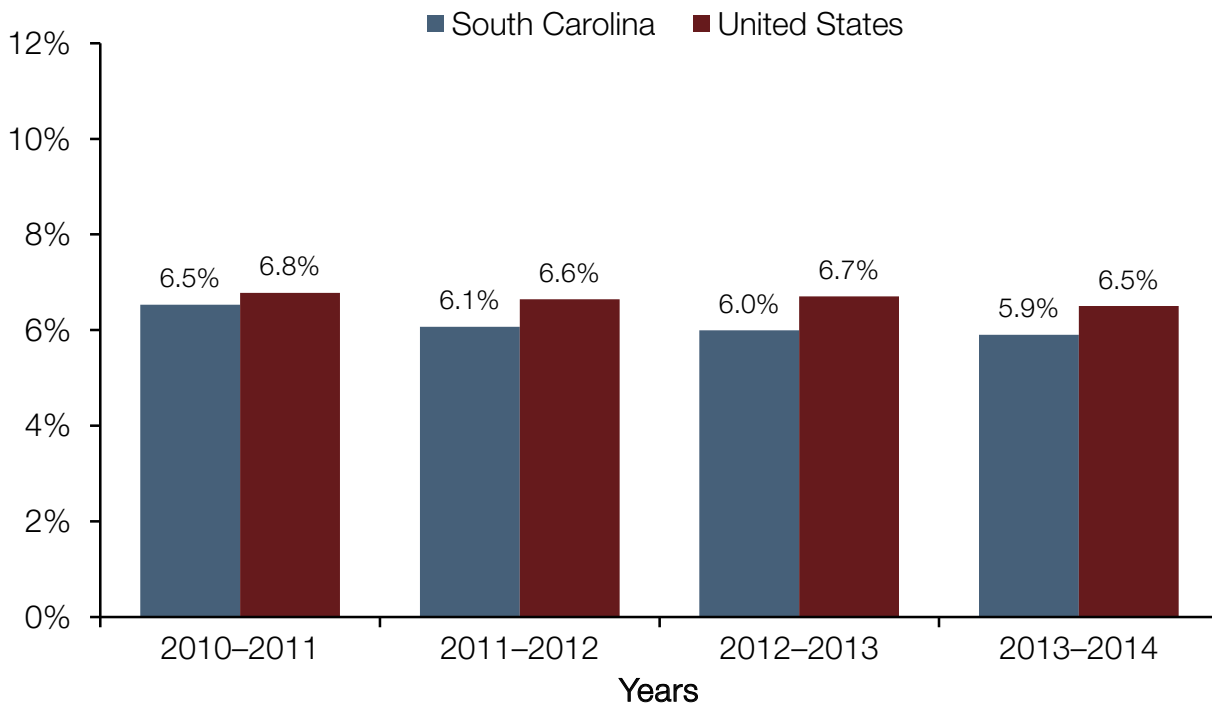 South Carolina United States
12%
10%
8%
6%
4%
2%
0%
6.5% 6.8% 6.1% 6.6% 6.0% 6.7% 5.9% 6.5%
2010–2011 2011–2012 2012–2013 2013–2014
Years